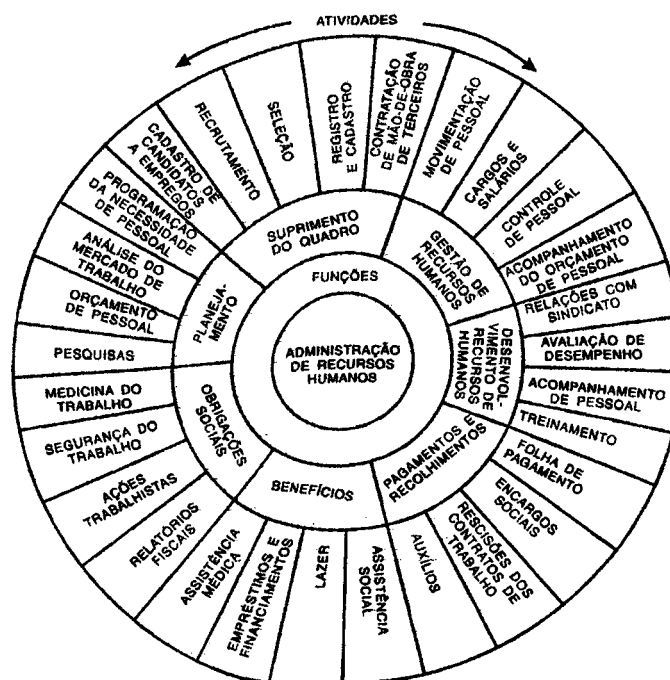 ATIVIDADES
CADASTRO DE
CANDIDATOS
A EMPREGOS
RECRUTAMENTO
SELEÇÃO
REGISTRO
E CADASTRO
CONTRATAÇÃO
DE MÃO-DE-OBRA
DE TERCEIROS
MOVIMENTAÇÃO
DE PESSOAL
CARGOS E
SALÁRIOS
CONTROLE
DE PESSOAL
ACOMPANHAMENTO
DO ORÇAMENTO
DE PESSOAL
RELAÇÕES COM
SINDICATO
AVALIAÇÃO DE
DESEMPENHO
ACOMPANHAMENTO
DE PESSOAL
TREINAMENTO
FOLHA DE
PAGAMENTO
ENCARGOS
SOCIAIS
RESCISÕES DOS
CONTRATOS DE
TRABALHO
AUXÍLIOS
ASSISTÊNCIA
SOCIAL
LAZER
EMPRÉSTIMOS E
FINANCIAMENTOS
ASSISTÊNCIA
MÉDICA
RELATÓRIOS
FISCAIS
AÇÕES
TRABALHISTAS
SEGURANÇA DO
TRABALHO
MEDICINA DO
TRABALHO
PESQUISAS
ORÇAMENTO
DE PESSOAL
ANÁLISE DO
MERCADO DE
TRABALHO
PROGRAMAÇÃO
DA NECESSIDADE
DE PESSOAL
SUPRIMENTO
DO QUADRO
GESTÃO DE
RECURSOS
HUMANOS
DESENVOL-
VIMENTO DE
RECURSOS
HUMANOS
PAGAMENTOS E
RECOLHIMENTOS
BENEFÍCIOS
OBRIGAÇÕES
SOCIAIS
PLANEJA-
MENTO
FUNÇÕES
ADMINISTRAÇÃO
DE RECURSOS
HUMANOS